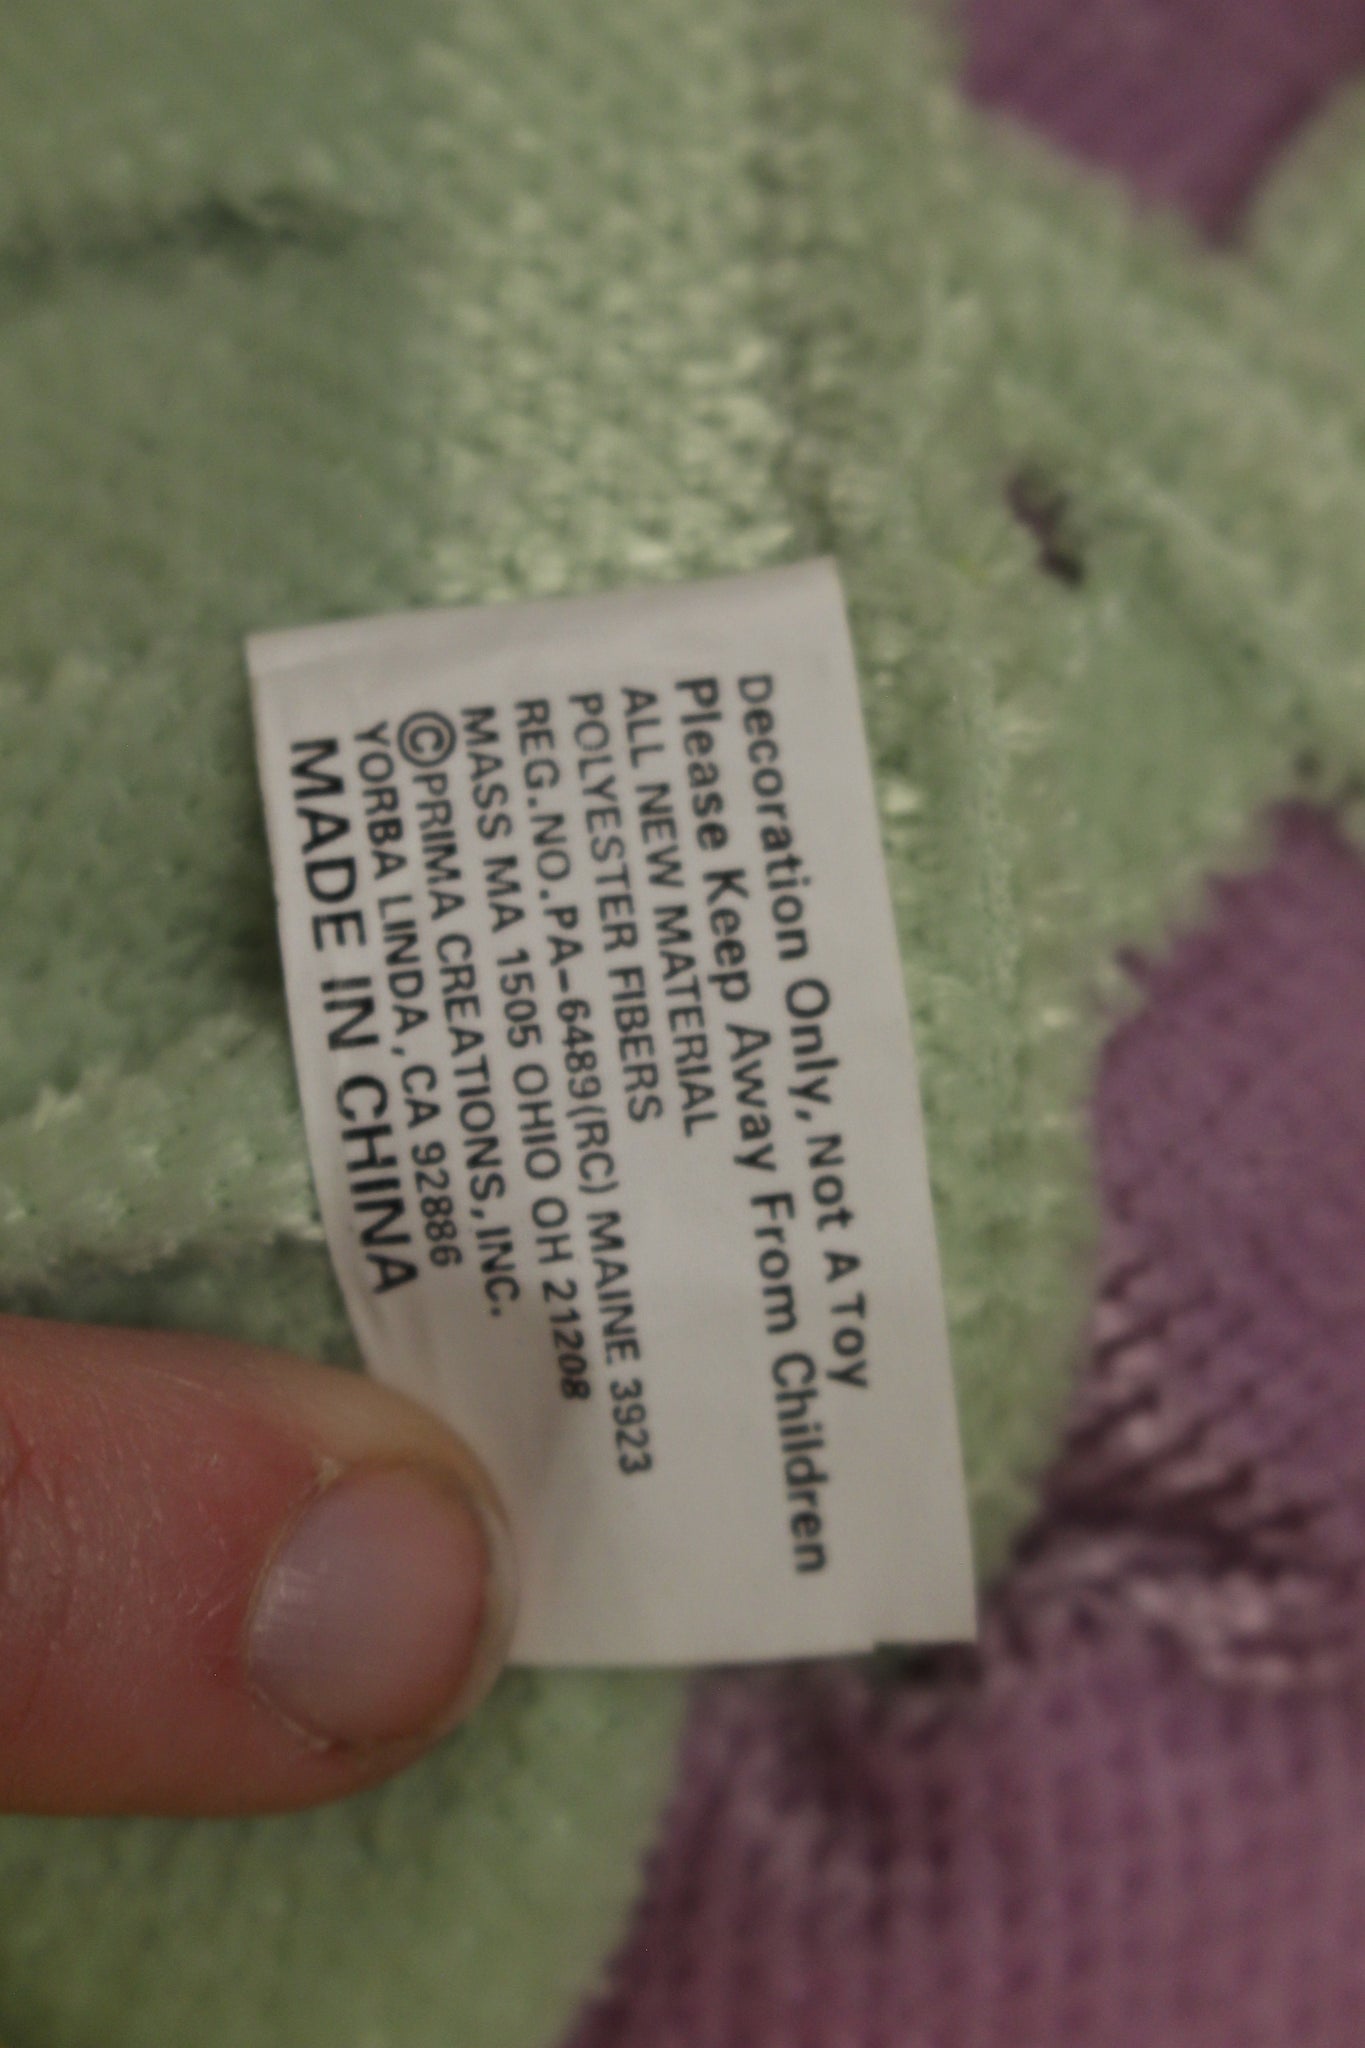 Decoration Only, Not A Toy
Please Keep Away From Children
ALL NEW MATERIAL
POLYESTER FIBERS
REG.NO.PA-6489(RC) MAINE 3923
MASS MA 1505 OHIO OH 21208
©PRIMA CREATIONS, INC.
YORBA LINDA, CA 92886
MADE IN CHINA